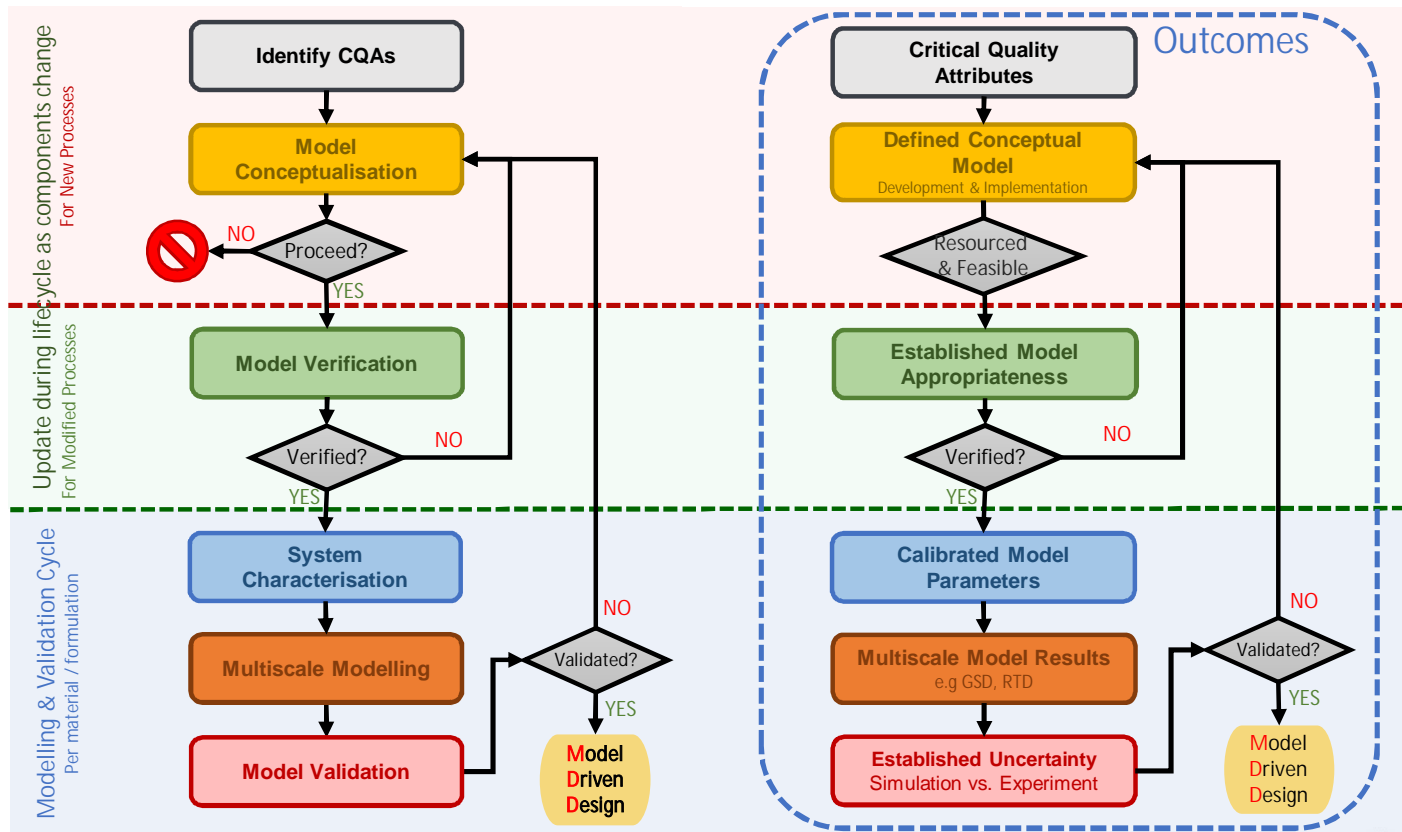 Update during lifecycle as components change
For New Processes
For Modified Processes
Modelling & Validation Cycle
Per material / formulation
Identify CQAs
Model
Conceptualisation
Proceed?
NO
YES
Model Verification
Verified?
NO
YES
System
Characterisation
Multiscale Modelling
Model Validation
Validated?
NO
YES
Model
Driven
Design
Outcomes
Critical Quality
Attributes
Defined Conceptual
Model
Development & Implementation
Resourced
& Feasible
Established Model
Appropriateness
Verified?
NO
YES
Calibrated Model
Parameters
Multiscale Model Results
e.g GSD, RTD
Established Uncertainty
Simulation vs. Experiment
Validated?
NO
YES
Model
Driven
Design